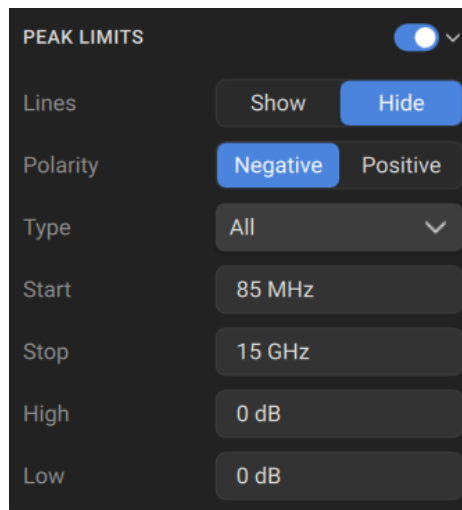 PEAK LIMITS
Lines Show Hide
Polarity Negative Positive
Type All
Start 85 MHz
Stop 15 GHz
High 0 dB
Low 0 dB